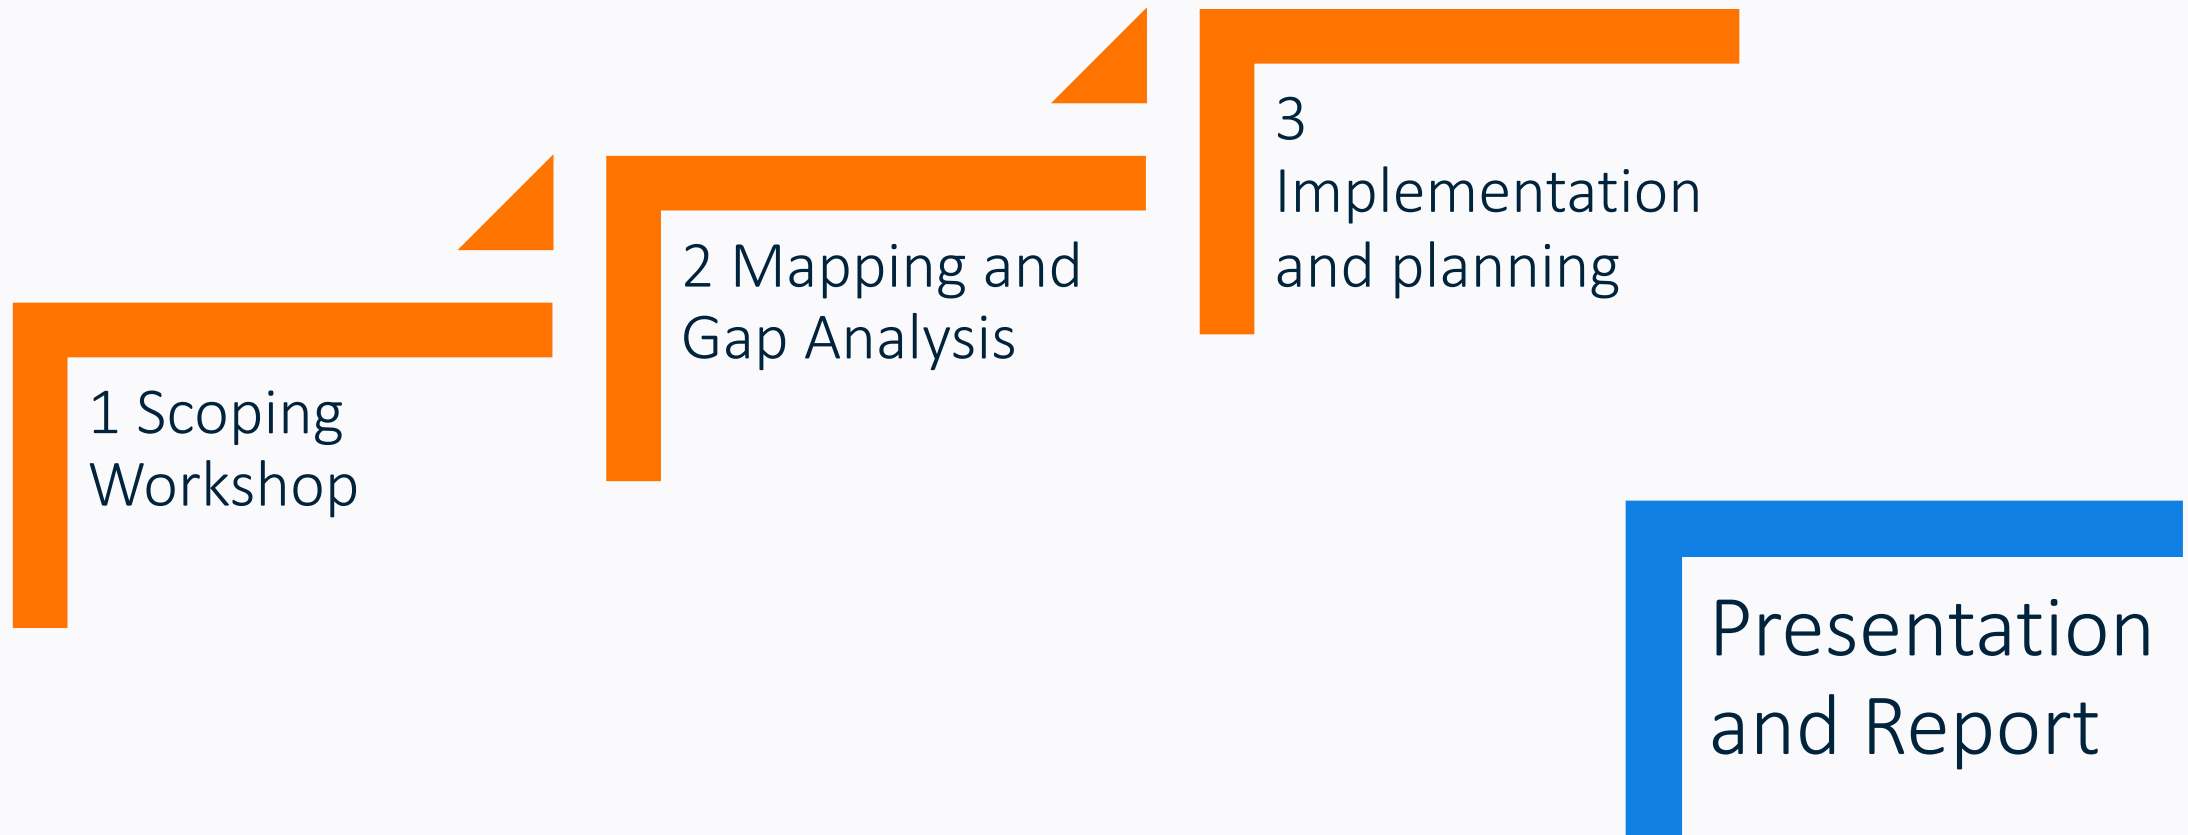 1 Scoping
Workshop
2 Mapping and
Gap Analysis
3
Implementation
and planning
Presentation
and Report